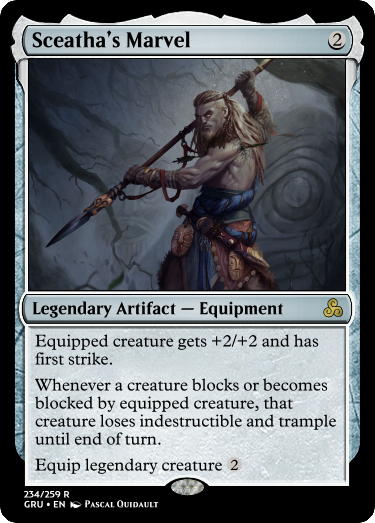 Sceatha's Marvel 2
Legendary Artifact — Equipment
Equipped creature gets +2/+2 and has
first strike.
Whenever a creature blocks or becomes
blocked by equipped creature, that
creature loses indestructible and trample
until end of turn.
Equip legendary creature 2
234/259 R
GRU • EN Pascal Quidault